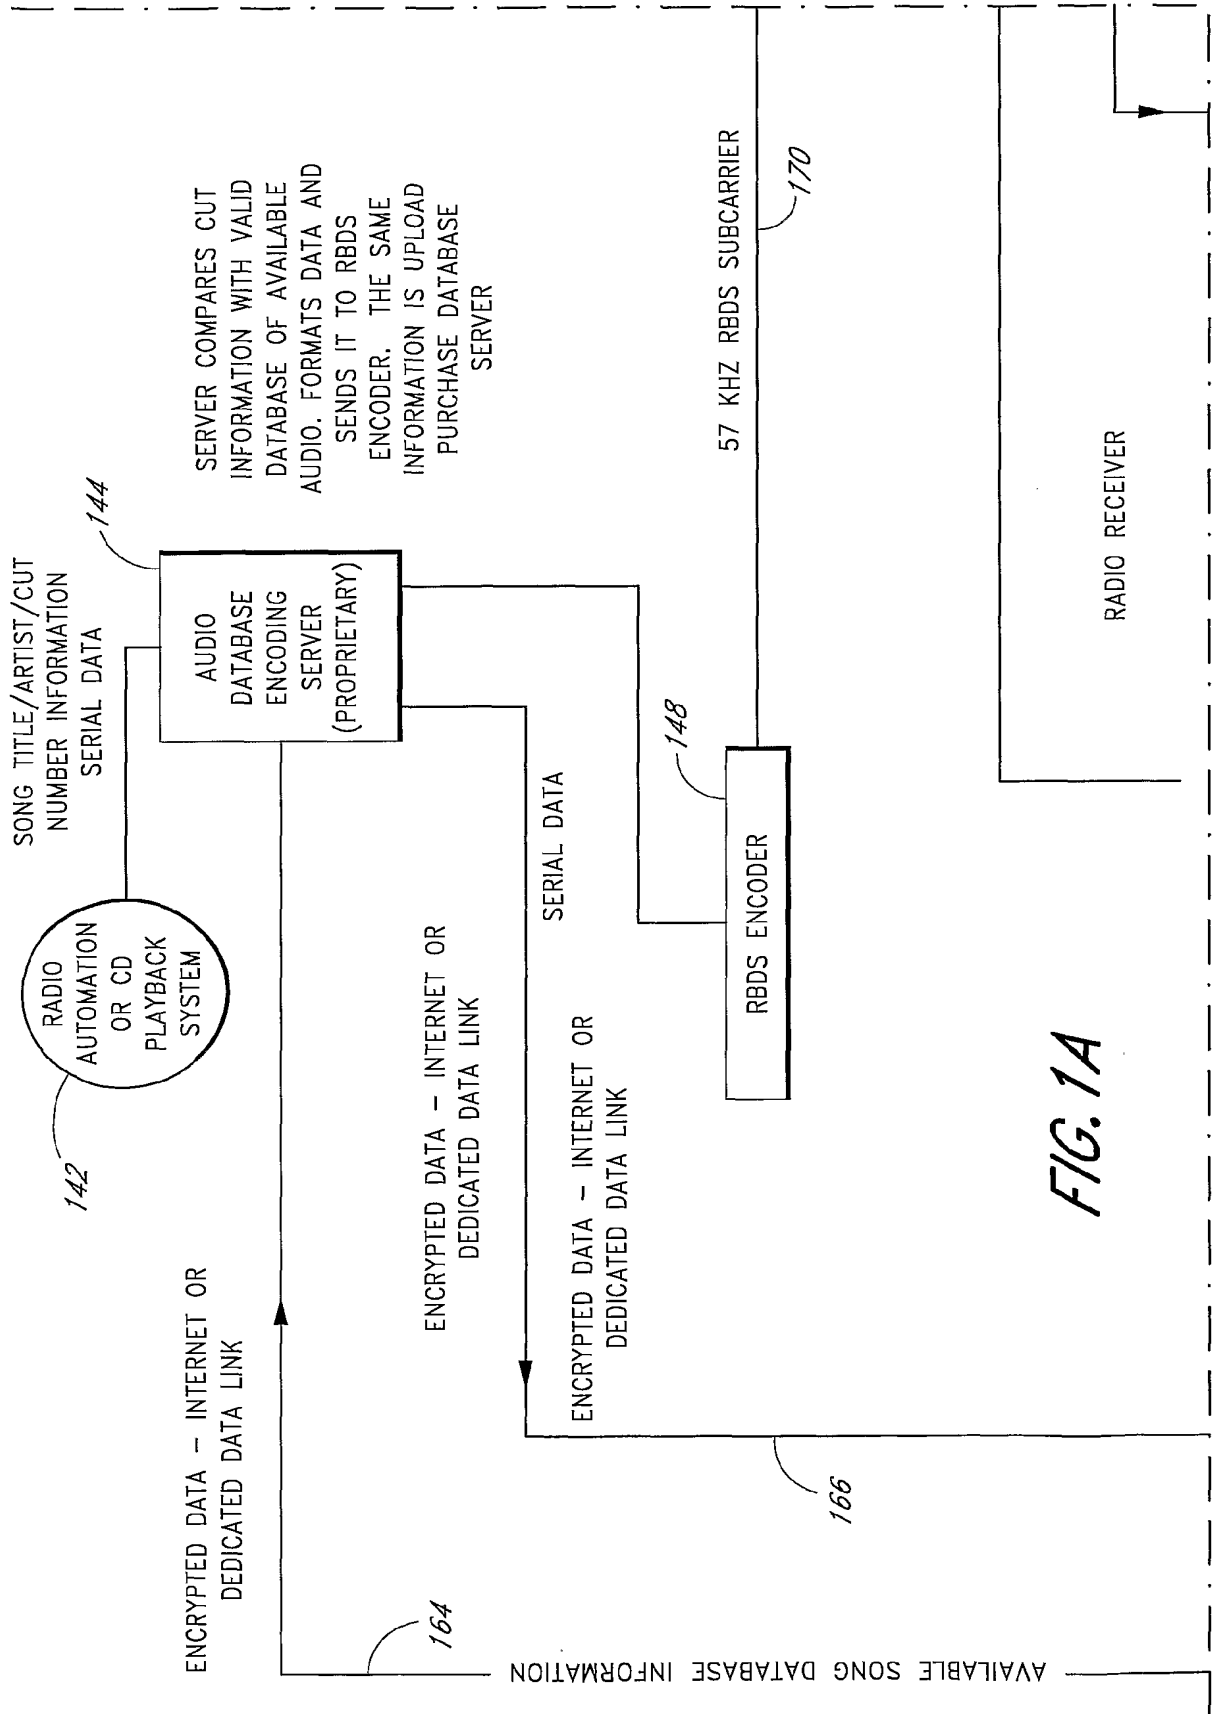 SONG TITLE/ARTIST/CUT
NUMBER INFORMATION
SERIAL DATA
RADIO
AUTOMATION
OR CD
PLAYBACK
SYSTEM
142
144
AUDIO
DATABASE
ENCODING
SERVER
(PROPRIETARY)
SERVER COMPARES CUT
INFORMATION WITH VALID
DATABASE OF AVAILABLE
AUDIO. FORMATS DATA AND
SENDS IT TO RBDS
ENCODER. THE SAME
INFORMATION IS UPLOAD
PURCHASE DATABASE
SERVER
ENCRYPTED DATA – INTERNET OR
DEDICATED DATA LINK
164
AVAILABLE SONG DATABASE INFORMATION
ENCRYPTED DATA – INTERNET OR
DEDICATED DATA LINK
SERIAL DATA
ENCRYPTED DATA – INTERNET OR
DEDICATED DATA LINK
166
148
RBDS ENCODER
57 KHZ RBDS SUBCARRIER
170
RADIO RECEIVER
FIG. 1A